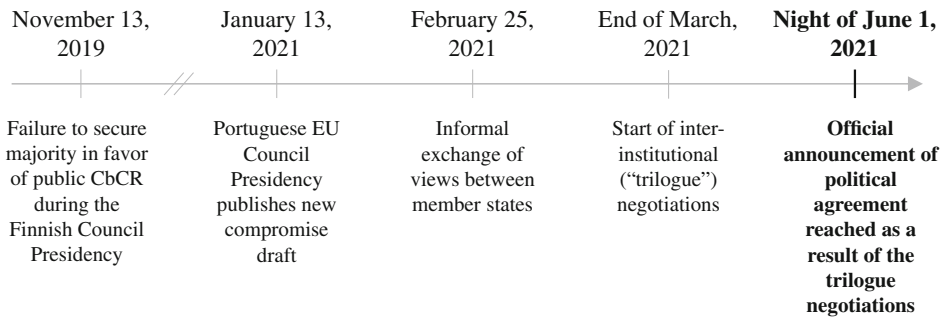 November 13,
2019
January 13,
2021
February 25,
2021
End of March,
2021
Night of June 1,
2021
Failure to secure
majority in favor
of public CbCR
during the
Finnish Council
Presidency
Portuguese EU
Council
Presidency
publishes new
compromise
draft
Informal
exchange of
views between
member states
Start of inter-
institutional
(“trilogue”)
negotiations
Official
announcement of
political
agreement
reached as a
result of the
trilogue
negotiations